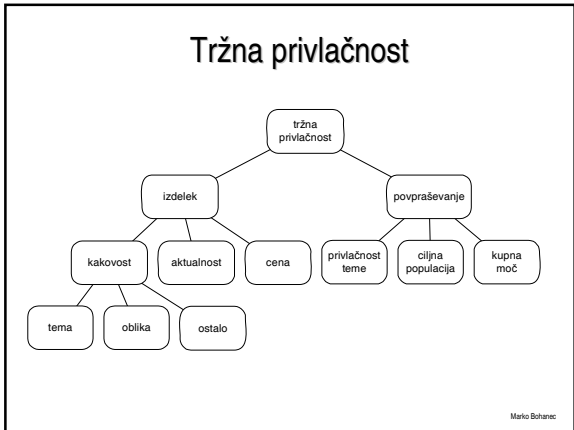 Tržna privlačnost
tržna
privlačnost
izdelek
povpraševanje
kakovost
aktualnost
cena
privlačnost
teme
ciljna
populacija
kupna
moč
tema
oblika
ostalo
Marko Bohanec